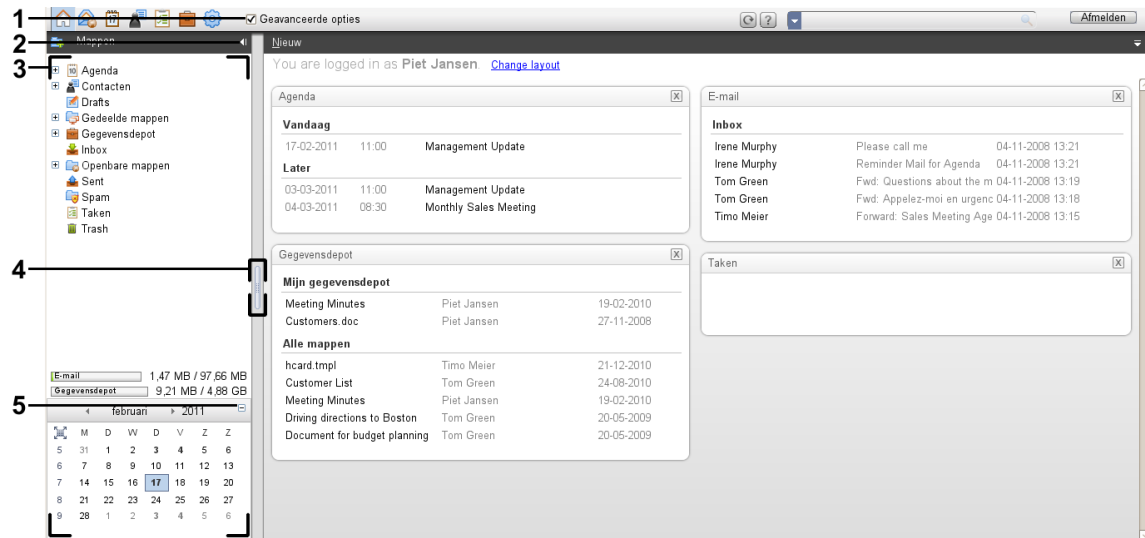 1
Geavanceerde opties
Afmelden
2
Mappen
Nieuw
3
You are logged in as Piet Jansen. Change layout
Agenda
Contacten
Drafts
Gedeelde mappen
Gegevensdepot
Inbox
Openbare mappen
Sent
Spam
Taken
Trash
4
E-mail 1,47 MB / 97,66 MB
Gegevensdepot 9,21 MB / 4,88 GB
5
februari 2011
M D W D V Z Z
5 31 1 2 3 4 5 6
6 7 8 9 10 11 12 13
7 14 15 16 17 18 19 20
8 21 22 23 24 25 26 27
9 28 1 2 3 4 5 6
Agenda
Vandaag
17-02-2011 11:00 Management Update
Later
03-03-2011 11:00 Management Update
04-03-2011 08:30 Monthly Sales Meeting
Gegevensdepot
Mijn gegevensdepot
Meeting Minutes Piet Jansen 19-02-2010
Customers.doc Piet Jansen 27-11-2008
Alle mappen
hcard.tmpl Timo Meier 21-12-2010
Customer List Tom Green 24-08-2010
Meeting Minutes Piet Jansen 19-02-2010
Driving directions to Boston Tom Green 20-05-2009
Document for budget planning Tom Green 20-05-2009
E-mail
Inbox
Irene Murphy Please call me 04-11-2008 13:21
Irene Murphy Reminder Mail for Agenda 04-11-2008 13:21
Tom Green Fwd: Questions about the m 04-11-2008 13:19
Tom Green Fwd: Appelez-moi en urgenc 04-11-2008 13:18
Timo Meier Forward: Sales Meeting Age 04-11-2008 13:15
Taken